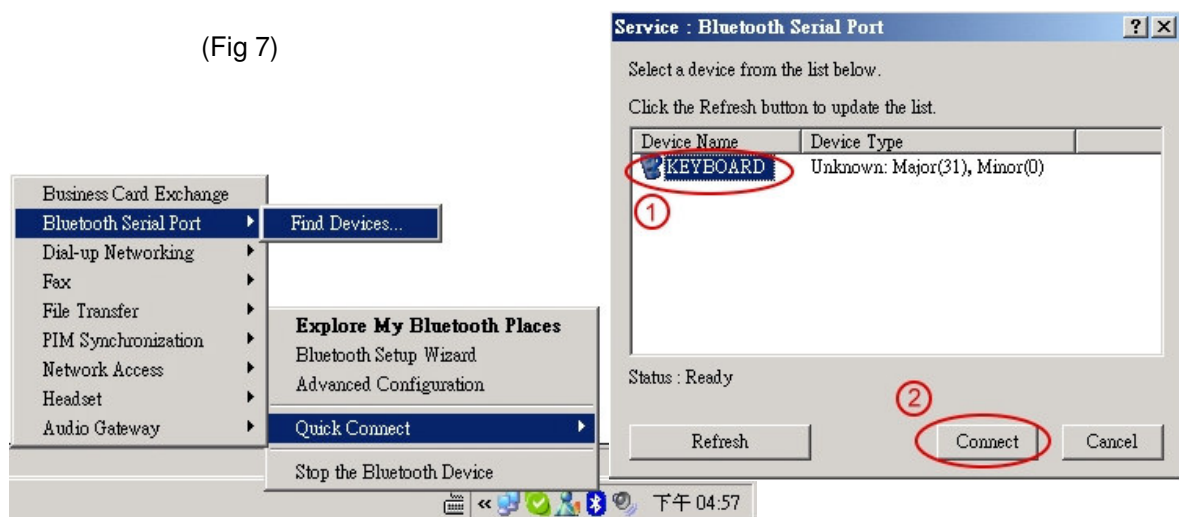 (Fig 7)
Business Card Exchange
Bluetooth Serial Port
Dial-up Networking
Fax
File Transfer
PIM Synchronization
Network Access
Headset
Audio Gateway
Find Devices...
Explore My Bluetooth Places
Bluetooth Setup Wizard
Advanced Configuration
Quick Connect
Stop the Bluetooth Device
« 下午 04:57
Service : Bluetooth Serial Port ? ×
Select a device from the list below.
Click the Refresh button to update the list.
Device Name Device Type
KEYBOARD Unknown: Major(31), Minor(0)
1
Status : Ready
2
Refresh Connect Cancel